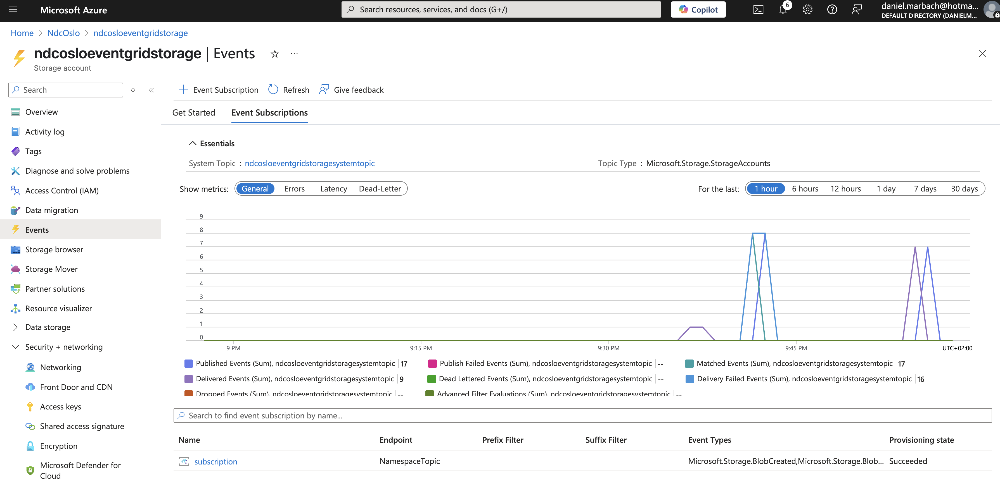 Microsoft Azure
Search resources, services, and docs (G+/)
Copilot
6
daniel.marbach@hotma...
DEFAULT DIRECTORY (DANIELM...
Home > NdcOslo > ndcosloeventgridstorage
ndcosloeventgridstorage | Events
Storage account
Search
Overview
Activity log
Tags
Diagnose and solve problems
Access Control (IAM)
Data migration
Events
Storage browser
Storage Mover
Partner solutions
Resource visualizer
Data storage
Security + networking
Networking
Front Door and CDN
Access keys
Shared access signature
Encryption
Microsoft Defender for
Cloud
Event Subscription Refresh Give feedback
Get Started Event Subscriptions
Essentials
System Topic : ndcosloeventgridstoragesystemtopic Topic Type : Microsoft.Storage.StorageAccounts
Show metrics: General Errors Latency Dead-Letter For the last: 1 hour 6 hours 12 hours 1 day 7 days 30 days
9
8
7
6
5
4
3
2
1
0
9 PM 9:15 PM 9:30 PM 9:45 PM UTC+02:00
Published Events (Sum), ndcosloeventgridstoragesystemtopic 17 Publish Failed Events (Sum), ndcosloeventgridstoragesystemtopic -- Matched Events (Sum), ndcosloeventgridstoragesystemtopic 17
Delivered Events (Sum), ndcosloeventgridstoragesystemtopic 9 Dead Lettered Events (Sum), ndcosloeventgridstoragesystemtopic -- Delivery Failed Events (Sum), ndcosloeventgridstoragesystemtopic 16
Dropped Events (Sum), ndcosloeventgridstoragesystemtopic -- Advanced Filter Evaluations (Sum), ndcosloeventgridstoragesystemtopic --
Search to find event subscription by name...
Name Endpoint Prefix Filter Suffix Filter Event Types Provisioning state
subscription NamespaceTopic Microsoft.Storage.BlobCreated,Microsoft.Storage.Blob... Succeeded